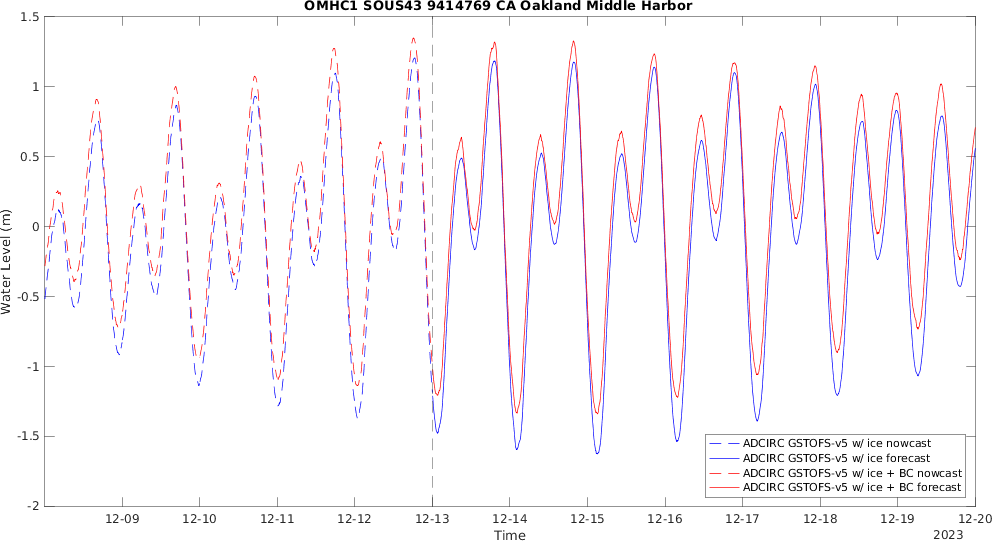 OMHC1 SOUS43 9414769 CA Oakland Middle Harbor
1.5
1
0.5
0
-0.5
-1
-1.5
-2
Water Level (m)
ADCIRC GSTOFS-v5 w/ ice nowcast
ADCIRC GSTOFS-v5 w/ ice forecast
ADCIRC GSTOFS-v5 w/ ice + BC nowcast
ADCIRC GSTOFS-v5 w/ ice + BC forecast
12-09 12-10 12-11 12-12 12-13 12-14 12-15 12-16 12-17 12-18 12-19 12-20
Time 2023